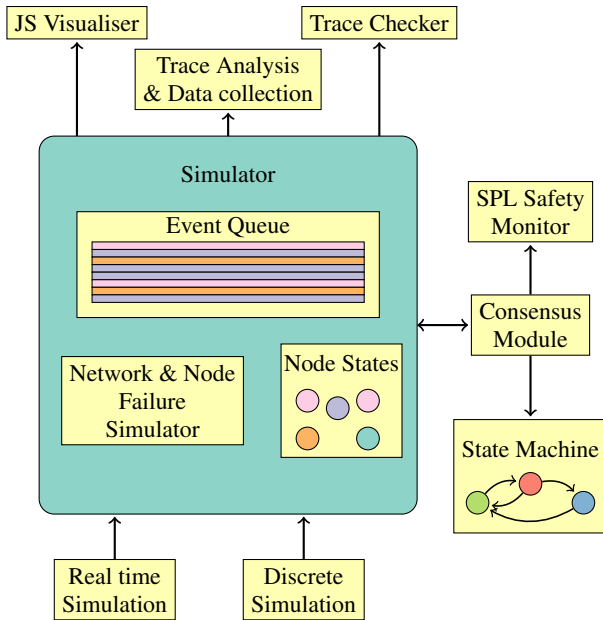 JS Visualiser
Trace Checker
Trace Analysis
& Data collection
Simulator
Event Queue
SPL Safety
Monitor
Consensus
Module
Network & Node
Failure
Simulator
Node States
State Machine
Real time
Simulation
Discrete
Simulation